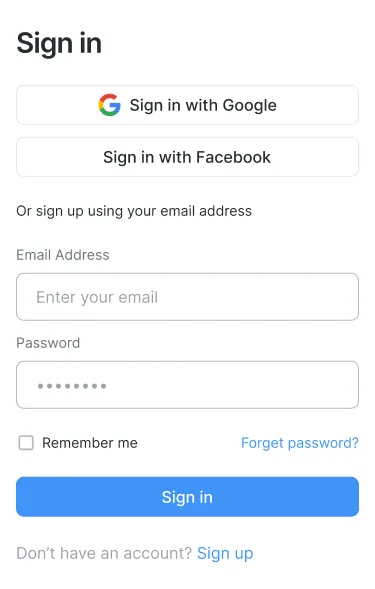 Sign in
Sign in with Google
Sign in with Facebook
Or sign up using your email address
Email Address
Enter your email
Password
••••••••
Remember me Forget password?
Sign in
Don’t have an account? Sign up